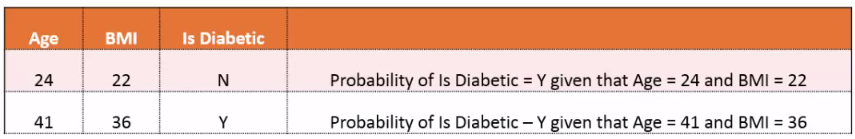 Age BMI Is Diabetic
24 22 N Probability of Is Diabetic = Y given that Age = 24 and BMI = 22
41 36 Y Probability of Is Diabetic – Y given that Age = 41 and BMI = 36